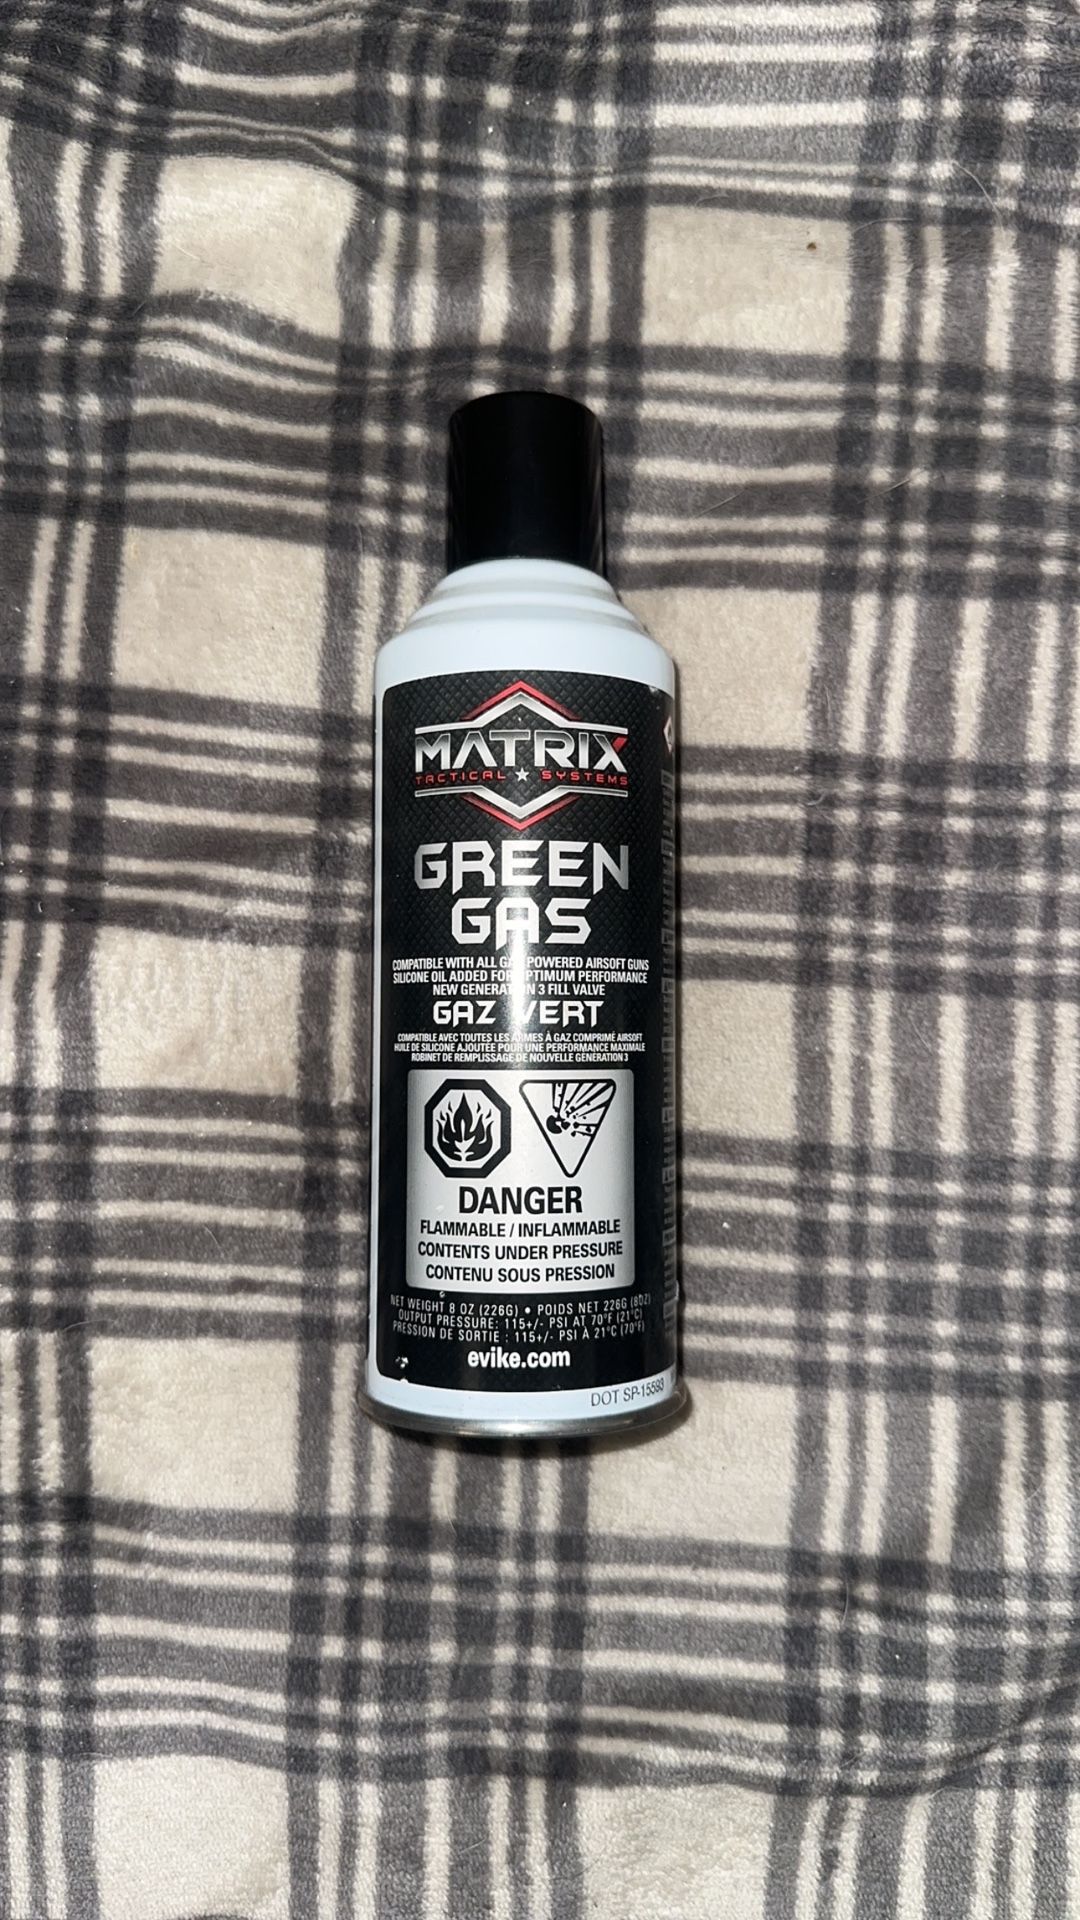 MATRIX
TACTICAL SYSTEMS
GREEN
GAS
COMPATIBLE WITH ALL POWERED AIRSOFT GUNS
SILICONE OIL ADDED FOR OPTIMUM PERFORMANCE
NEW GENERATION 3 FILL VALVE
GAZ VERT
COMPATIBLE AVEC TOUTES LES ARMES À GAZ COMPRIMÉ AIRSOFT
HUILE DE SILICONE AJOUTÉE POUR UNE PERFORMANCE MAXIMALE
ROBINET DE REMPLISSAGE DE NOUVELLE GENERATION 3
DANGER
FLAMMABLE / INFLAMMABLE
CONTENTS UNDER PRESSURE
CONTENU SOUS PRESSION
NET WEIGHT 8 OZ (226G) • POIDS NET 226G (8OZ)
OUTPUT PRESSURE: 115+/- PSI AT 70°F (21°C)
PRESSION DE SORTIE : 115+/- PSI À 21°C (70°F)
evike.com
DOT SP-15593